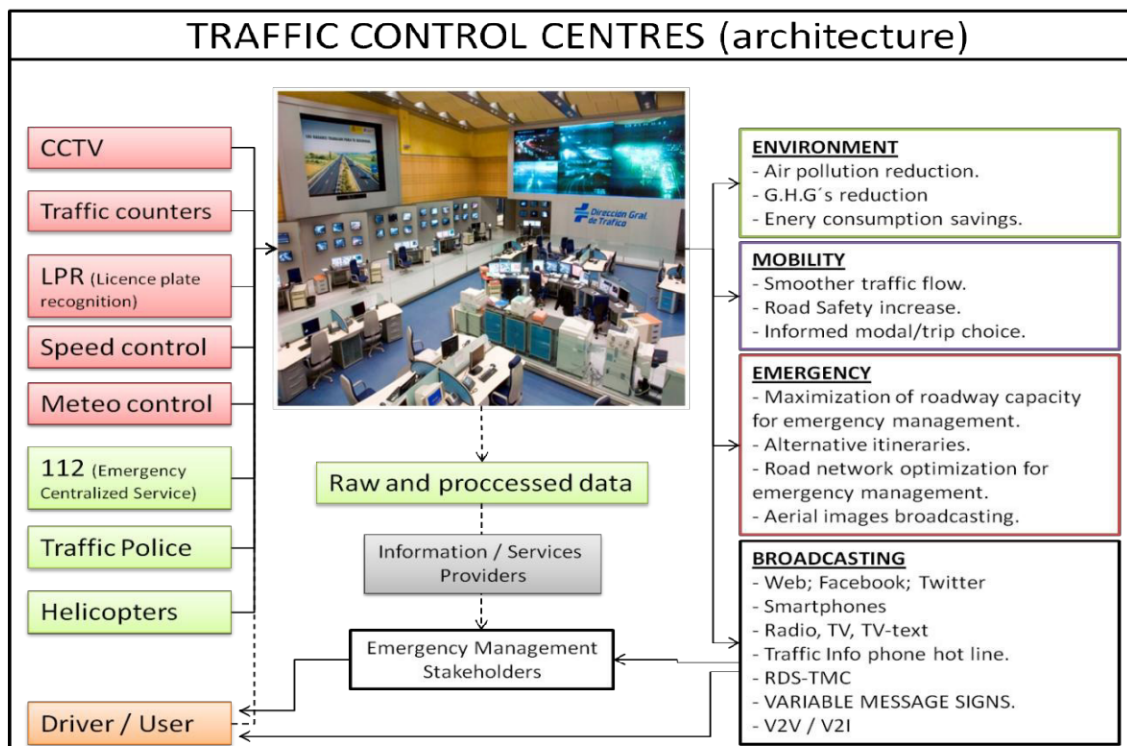 TRAFFIC CONTROL CENTRES (architecture)
CCTV
Traffic counters
LPR (Licence plate
recognition)
Speed control
Meteo control
112 (Emergency
Centralized Service)
Traffic Police
Helicopters
Driver / User
Dirección Gral.
de Trafico
Raw and proccessed data
Information / Services
Providers
Emergency Management
Stakeholders
ENVIRONMENT
- Air pollution reduction.
- G.H.G´s reduction
- Enery consumption savings.
MOBILITY
- Smoother traffic flow.
- Road Safety increase.
- Informed modal/trip choice.
EMERGENCY
- Maximization of roadway capacity
for emergency management.
- Alternative itineraries.
- Road network optimization for
emergency management.
- Aerial images broadcasting.
BROADCASTING
- Web; Facebook; Twitter
- Smartphones
- Radio, TV, TV-text
- Traffic Info phone hot line.
- RDS-TMC
- VARIABLE MESSAGE SIGNS.
- V2V / V2I